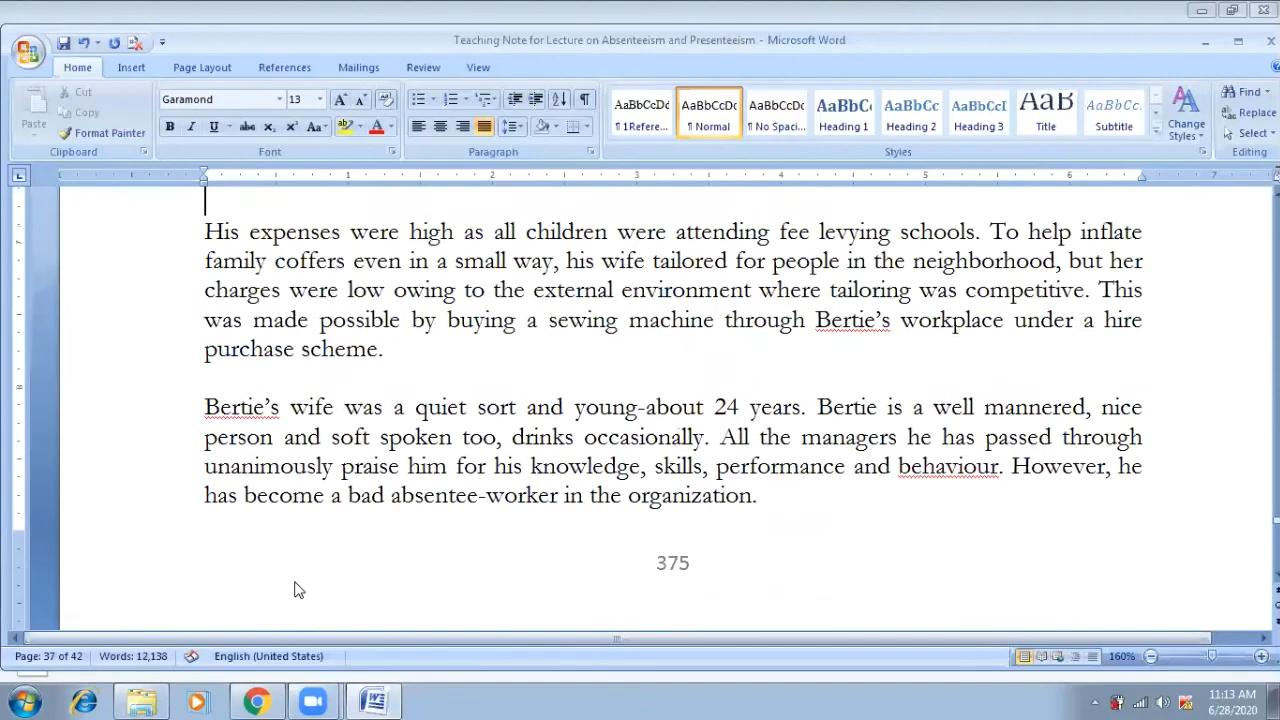 Teaching Note for Lecture on Absenteeism and Presenteeism - Microsoft Word
Home Insert Page Layout References Mailings Review View
Paste
Cut
Copy
Format Painter
Clipboard
Garamond 13
Font
Paragraph
AaBbCcDc AaBbCcDc AaBbCcDc AaBbC AaBbCc AaBbCcI AaB AaBbCc.
¶ 1Refere... ¶ Normal ¶ No Spaci... Heading 1 Heading 2 Heading 3 Title Subtitle
Change Styles
Styles
Find
Replace
Select
Editing
1 2 3 4 5 6 7
His expenses were high as all children were attending fee levying schools. To help inflate
family coffers even in a small way, his wife tailored for people in the neighborhood, but her
charges were low owing to the external environment where tailoring was competitive. This
was made possible by buying a sewing machine through Bertie’s workplace under a hire
purchase scheme.
Bertie’s wife was a quiet sort and young-about 24 years. Bertie is a well mannered, nice
person and soft spoken too, drinks occasionally. All the managers he has passed through
unanimously praise him for his knowledge, skills, performance and behaviour. However, he
has become a bad absentee-worker in the organization.
375
Page: 37 of 42 Words: 12,138 English (United States) 160%
11:13 AM
6/28/2020